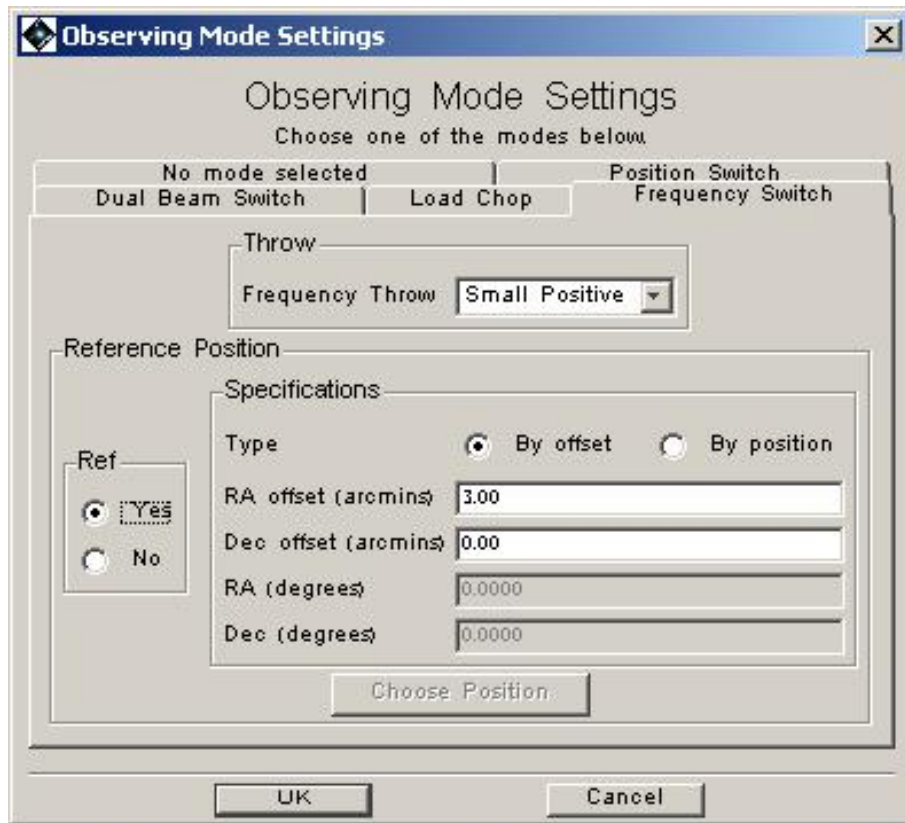 Observing Mode Settings
Observing Mode Settings
Choose one of the modes below.
No mode selected Position Switch
Dual Beam Switch Load Chop Frequency Switch
Throw
Frequency Throw Small Positive
Reference Position
Specifications
Type By offset By position
Ref
Yes
No
RA offset (arcmins) 3.00
Dec offset (arcmins) 0.00
RA (degrees) 0.0000
Dec (degrees) 0.0000
Choose Position
OK Cancel